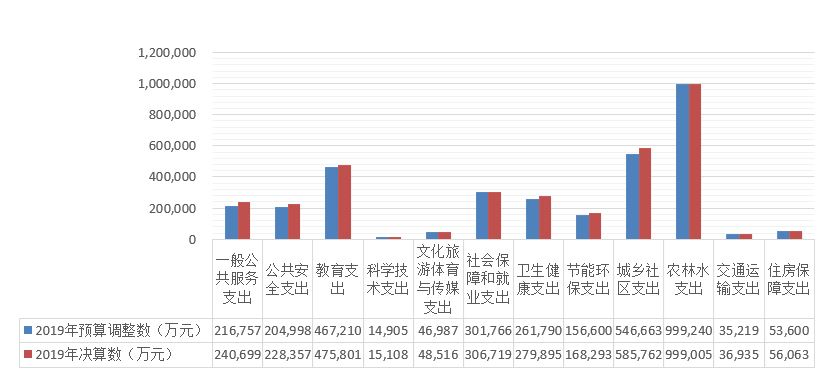 1,200,000
1,000,000
800,000
600,000
400,000
200,000
0
一般公
共服务
支出
公共安
全支出
教育支
出
科学技
术支出
文化旅
游体育
与传媒
支出
社会保
障和就
业支出
卫生健
康支出
节能环
保支出
城乡社
区支出
农林水
支出
交通运
输支出
住房保
障支出
2019年预算调整数（万元） 216,757 204,998 467,210 14,905 46,987 301,766 261,790 156,600 546,663 999,240 35,219 53,600
2019年决算数（万元） 240,699 228,357 475,801 15,108 48,516 306,719 279,895 168,293 585,762 999,005 36,935 56,063